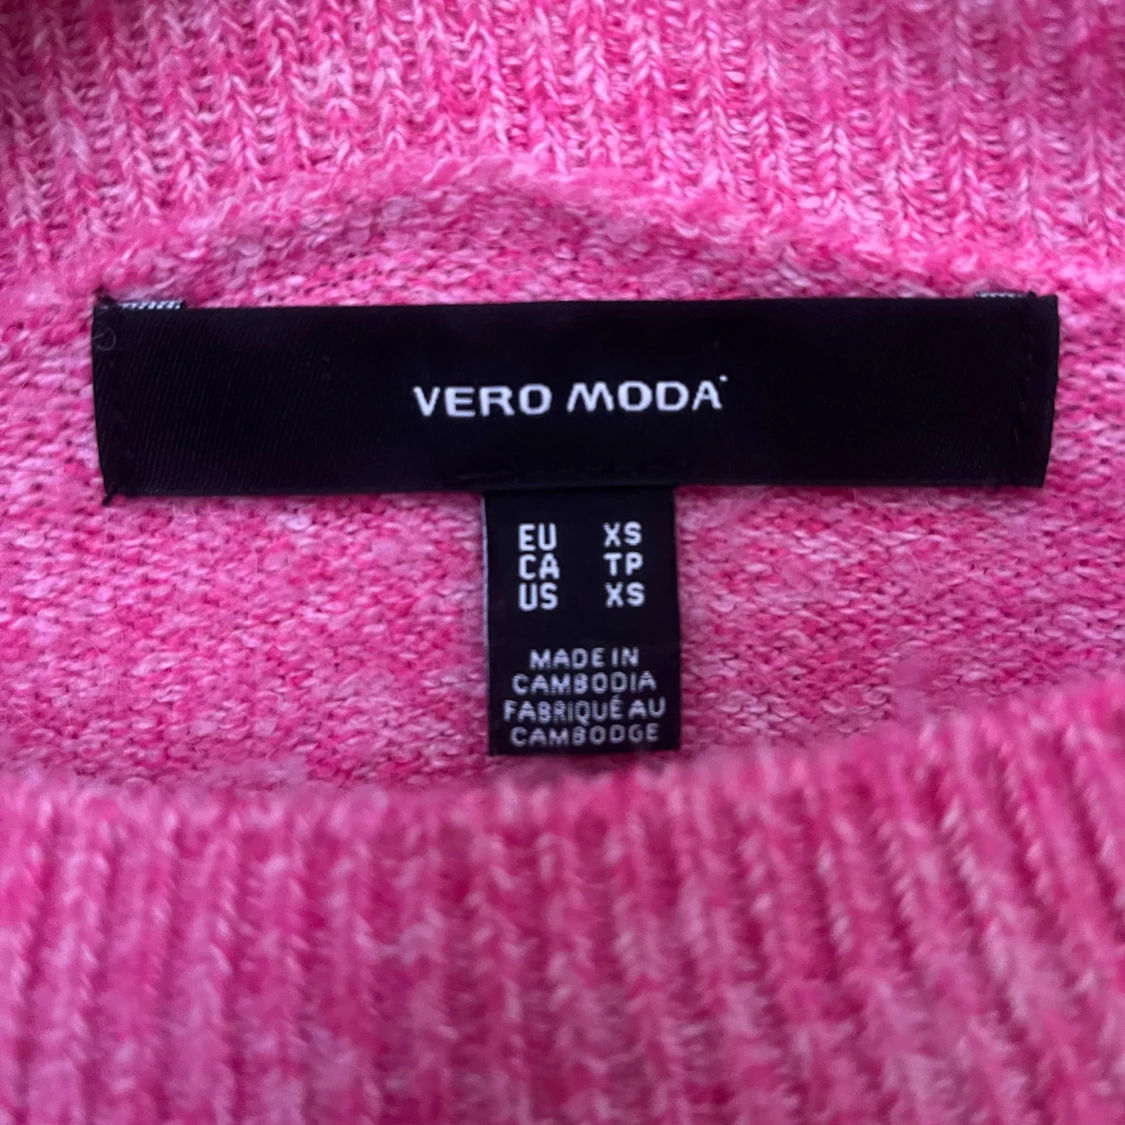 VERO MODA
EU XS
CA TP
US XS
MADE IN
CAMBODIA
FABRIQUÉ AU
CAMBODGE